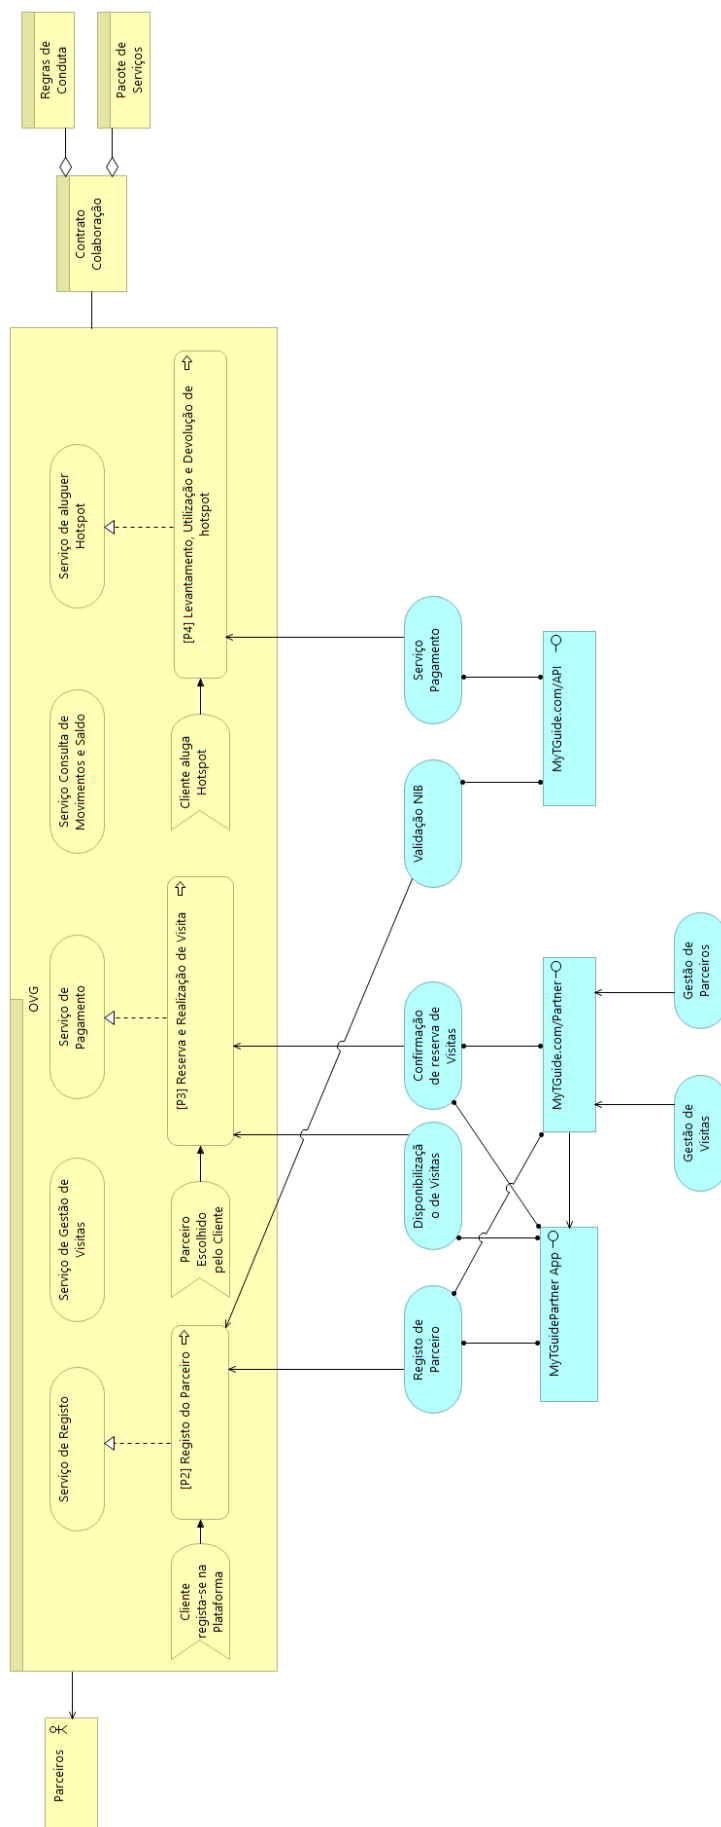 Regras de
Conduta
Pacote de
Serviços
Contrato
Colaboração
OVG
Serviço de aluguer
Hotspot
Serviço Consulta de
Movimentos e Saldo
Serviço de
Pagamento
Serviço de Gestão de
Visitas
Serviço de Registo
[P4] Levantamento, Utilização e Devolução de
hotspot
Cliente aluga
Hotspot
[P3] Reserva e Realização de Visita
Parceiro
Escolhido
pelo Cliente
[P2] Registo do Parceiro
Cliente
regista-se na
Plataforma
Parceiros
Serviço
Pagamento
Validação NIB
Confirmação
de reserva de
Visitas
Disponibilizaçã
o de Visitas
Registo de
Parceiro
MyTGuide.com/API
MyTGuide.com/Partner
MyTGuidePartner App
Gestão de
Parceiros
Gestão de
Visitas